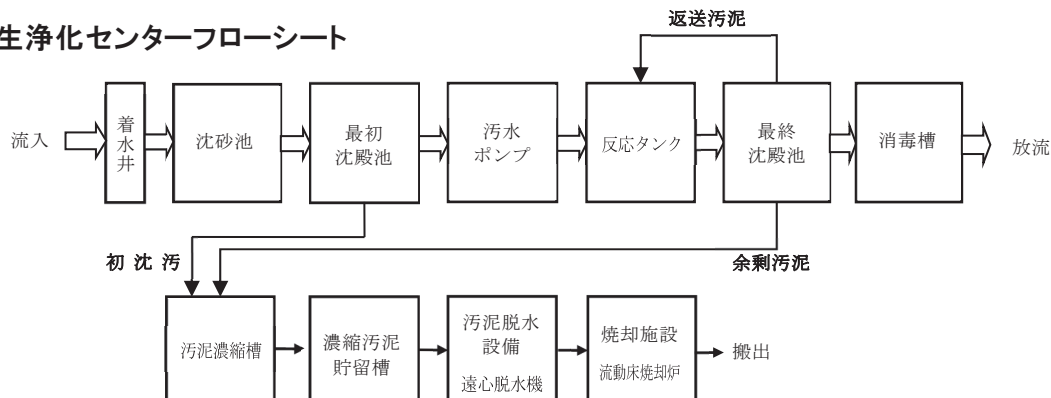 生浄化センターフローシート
返送汚泥
流入
着水井
沈砂池
最初
沈殿池
汚水
ポンプ
反応タンク
最終
沈殿池
消毒槽
放流
初沈汚
余剰汚泥
汚泥濃縮槽
濃縮汚泥
貯留槽
汚泥脱水
設備
遠心脱水機
焼却施設
流動床焼却炉
搬出